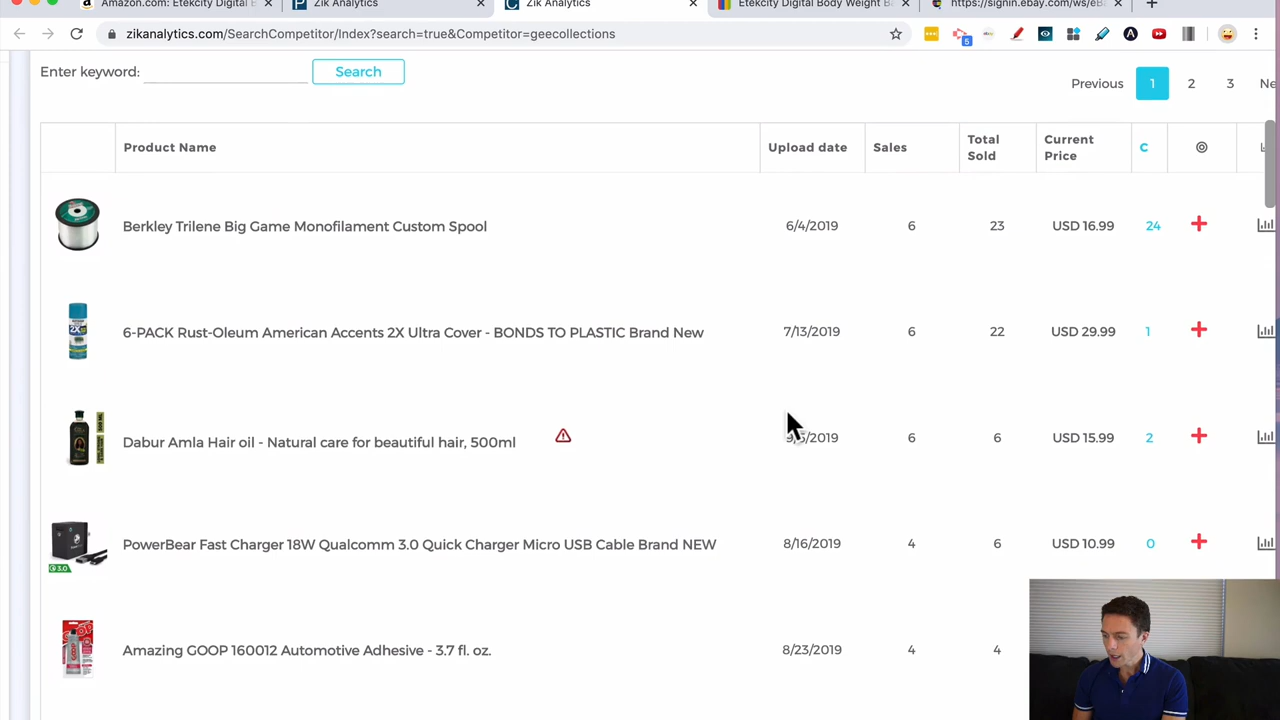 Amazon.com: Etekcity Digital B
Zik Analytics
Zik Analytics
Etekcity Digital Body Weight B
https://signin.ebay.com/ws/eB
zikanalytics.com/SearchCompetitor/Index?search=true&Competitor=geecollections
5
Enter keyword:
Search
Previous
1
2
3
Ne
Product Name
Upload date
Sales
Total
Sold
Current
Price
C
Berkley Trilene Big Game Monofilament Custom Spool
6/4/2019
6
23
USD 16.99
24
6-PACK Rust-Oleum American Accents 2X Ultra Cover - BONDS TO PLASTIC Brand New
7/13/2019
6
22
USD 29.99
1
Dabur Amla Hair oil - Natural care for beautiful hair, 500ml
/2019
6
6
USD 15.99
2
PowerBear Fast Charger 18W Qualcomm 3.0 Quick Charger Micro USB Cable Brand NEW
8/16/2019
4
6
USD 10.99
0
3.0
Amazing GOOP 160012 Automotive Adhesive - 3.7 fl. oz.
8/23/2019
4
4
2X
GOOP